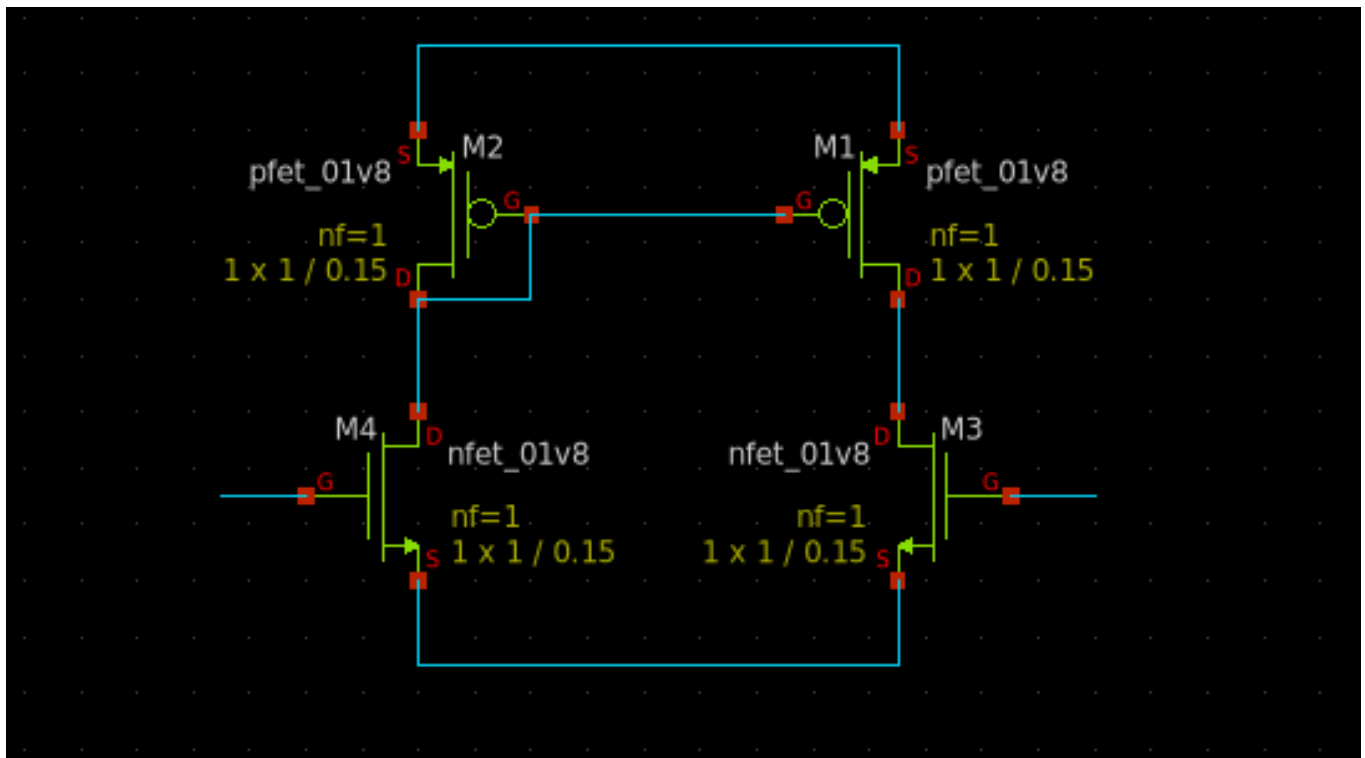 M2
M1
S
S
pfet_01v8
pfet_01v8
G
G
nf=1
nf=1
1 x 1 / 0.15
1 x 1 / 0.15
D
D
M4
M3
D
D
nfet_01v8
nfet_01v8
G
G
nf=1
nf=1
S
S
1 x 1 / 0.15
1 x 1 / 0.15